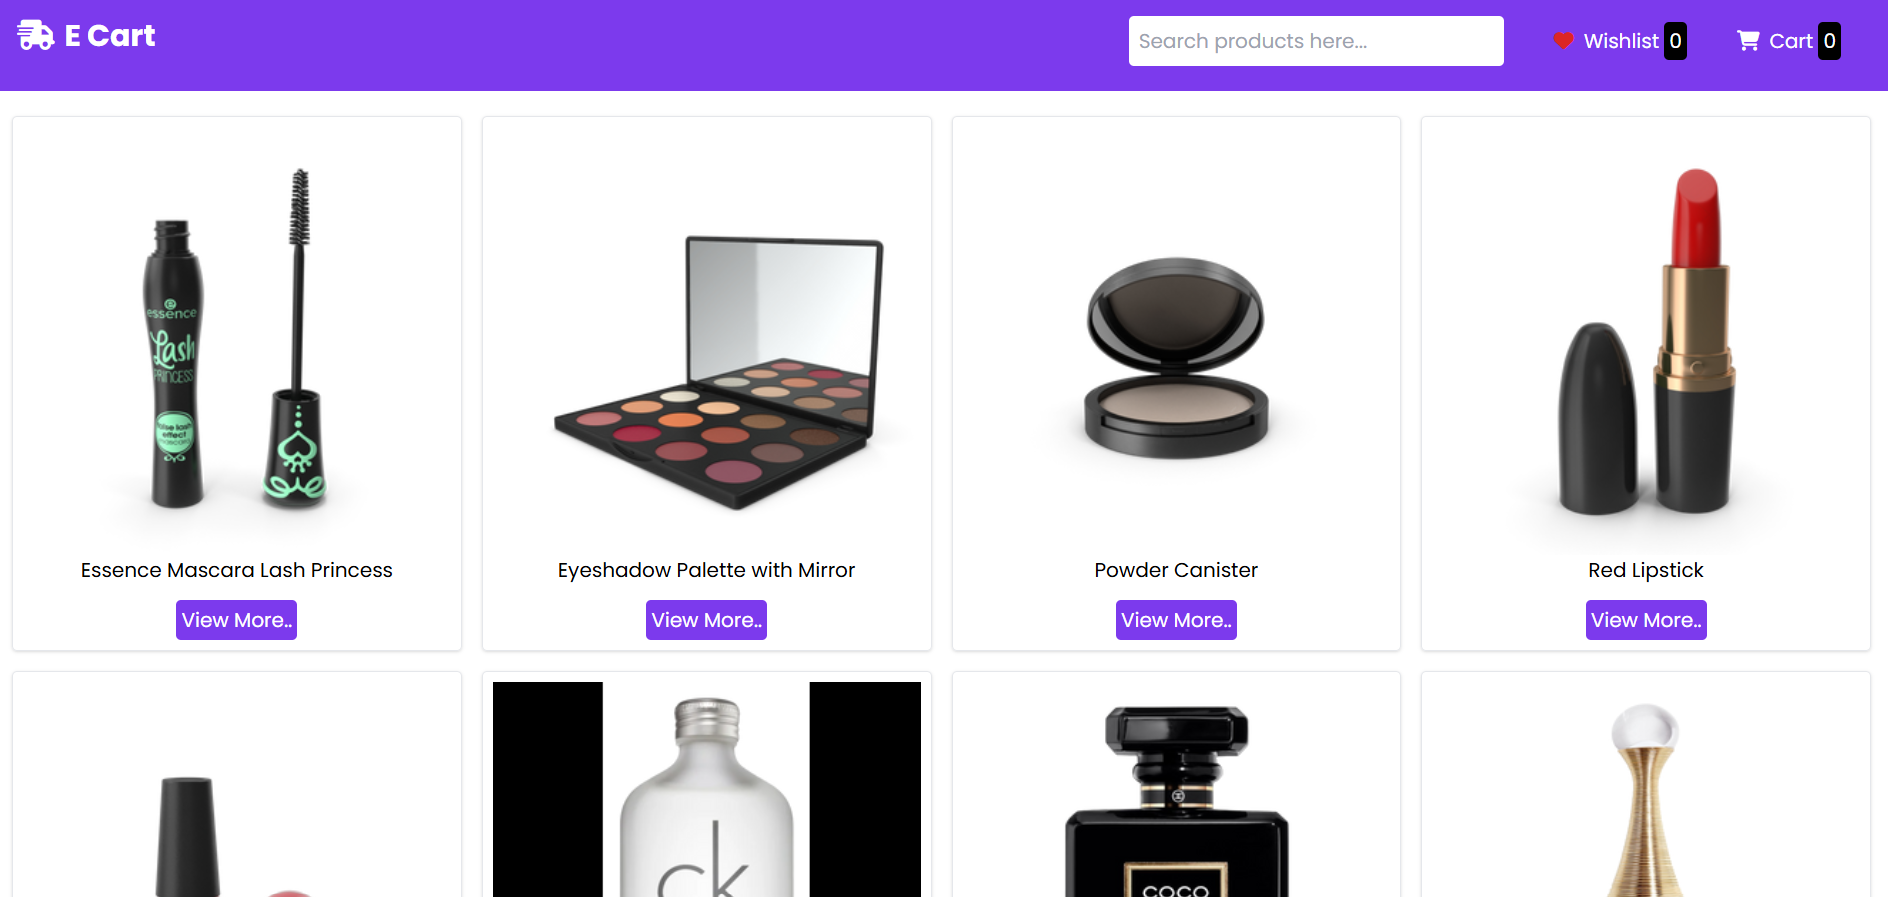 E Cart
Search products here...
Wishlist 0
Cart 0
essence
Lash
PRINCESS
false lash
effect
mascara
Essence Mascara Lash Princess
Eyeshadow Palette with Mirror
Powder Canister
Red Lipstick
View More..
View More..
View More..
View More..
ck
COCO